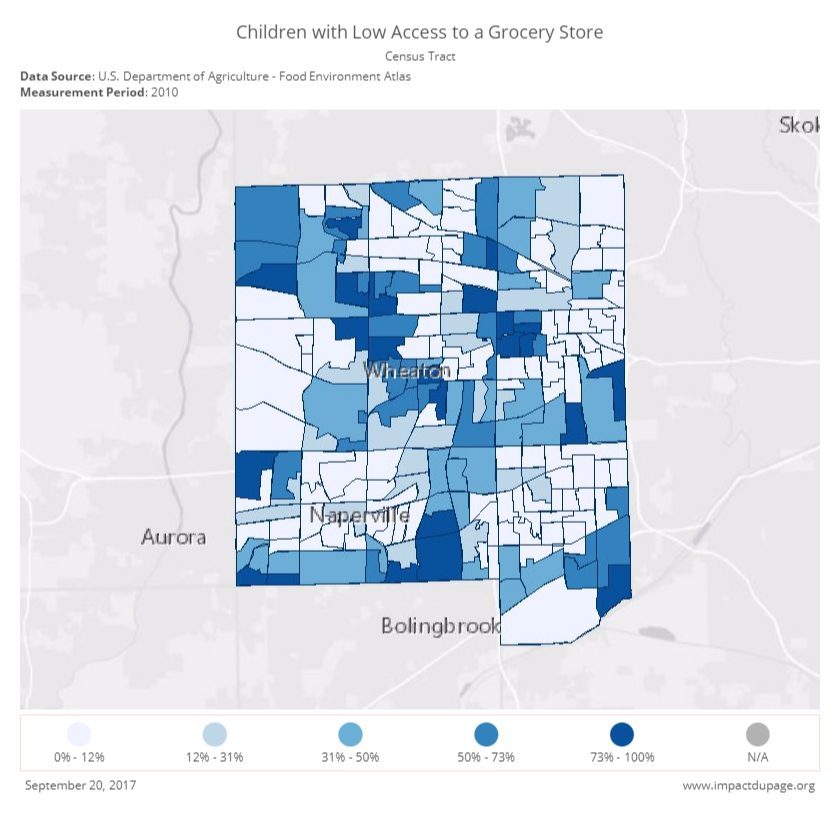 Children with Low Access to a Grocery Store
Census Tract
Data Source: U.S. Department of Agriculture - Food Environment Atlas
Measurement Period: 2010
Skok
Wheaton
Naperville
Aurora
Bolingbrook
0% - 12%
12% - 31%
31% - 50%
50% - 73%
73% - 100%
N/A
September 20, 2017
www.impactdupage.org